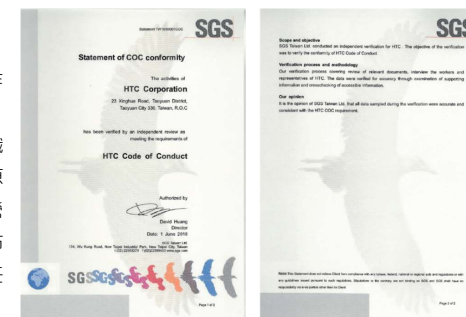 SGS
Statement of COC conformity
The activities of
HTC Corporation
23 Xinghua Road, Taoyuan District,
Taoyuan City 330, Taiwan, R.O.C
has been verified by an independent review as
meeting the requirements of
HTC Code of Conduct
Authorized by
David Huang
Director
Date: 1 June 2018
SGS Taiwan Ltd.
SGS
Page 1 of 2
SGS
Scope and objective
SGS Taiwan Ltd. conducted an independent verification for HTC . The objective of the verification
was to verify the conformity of HTC Code of Conduct.
Verification process and methodology
Our verification process covering review of relevant documents, interview the workers and
representatives of HTC. The data were verified for accuracy through examination of supporting
information and crosschecking of accessible information.
Our opinion
It is the opinion of SGS Taiwan Ltd. that all data sampled during the verification were accurate and
consistent with the HTC COC requirement.
Page 2 of 2